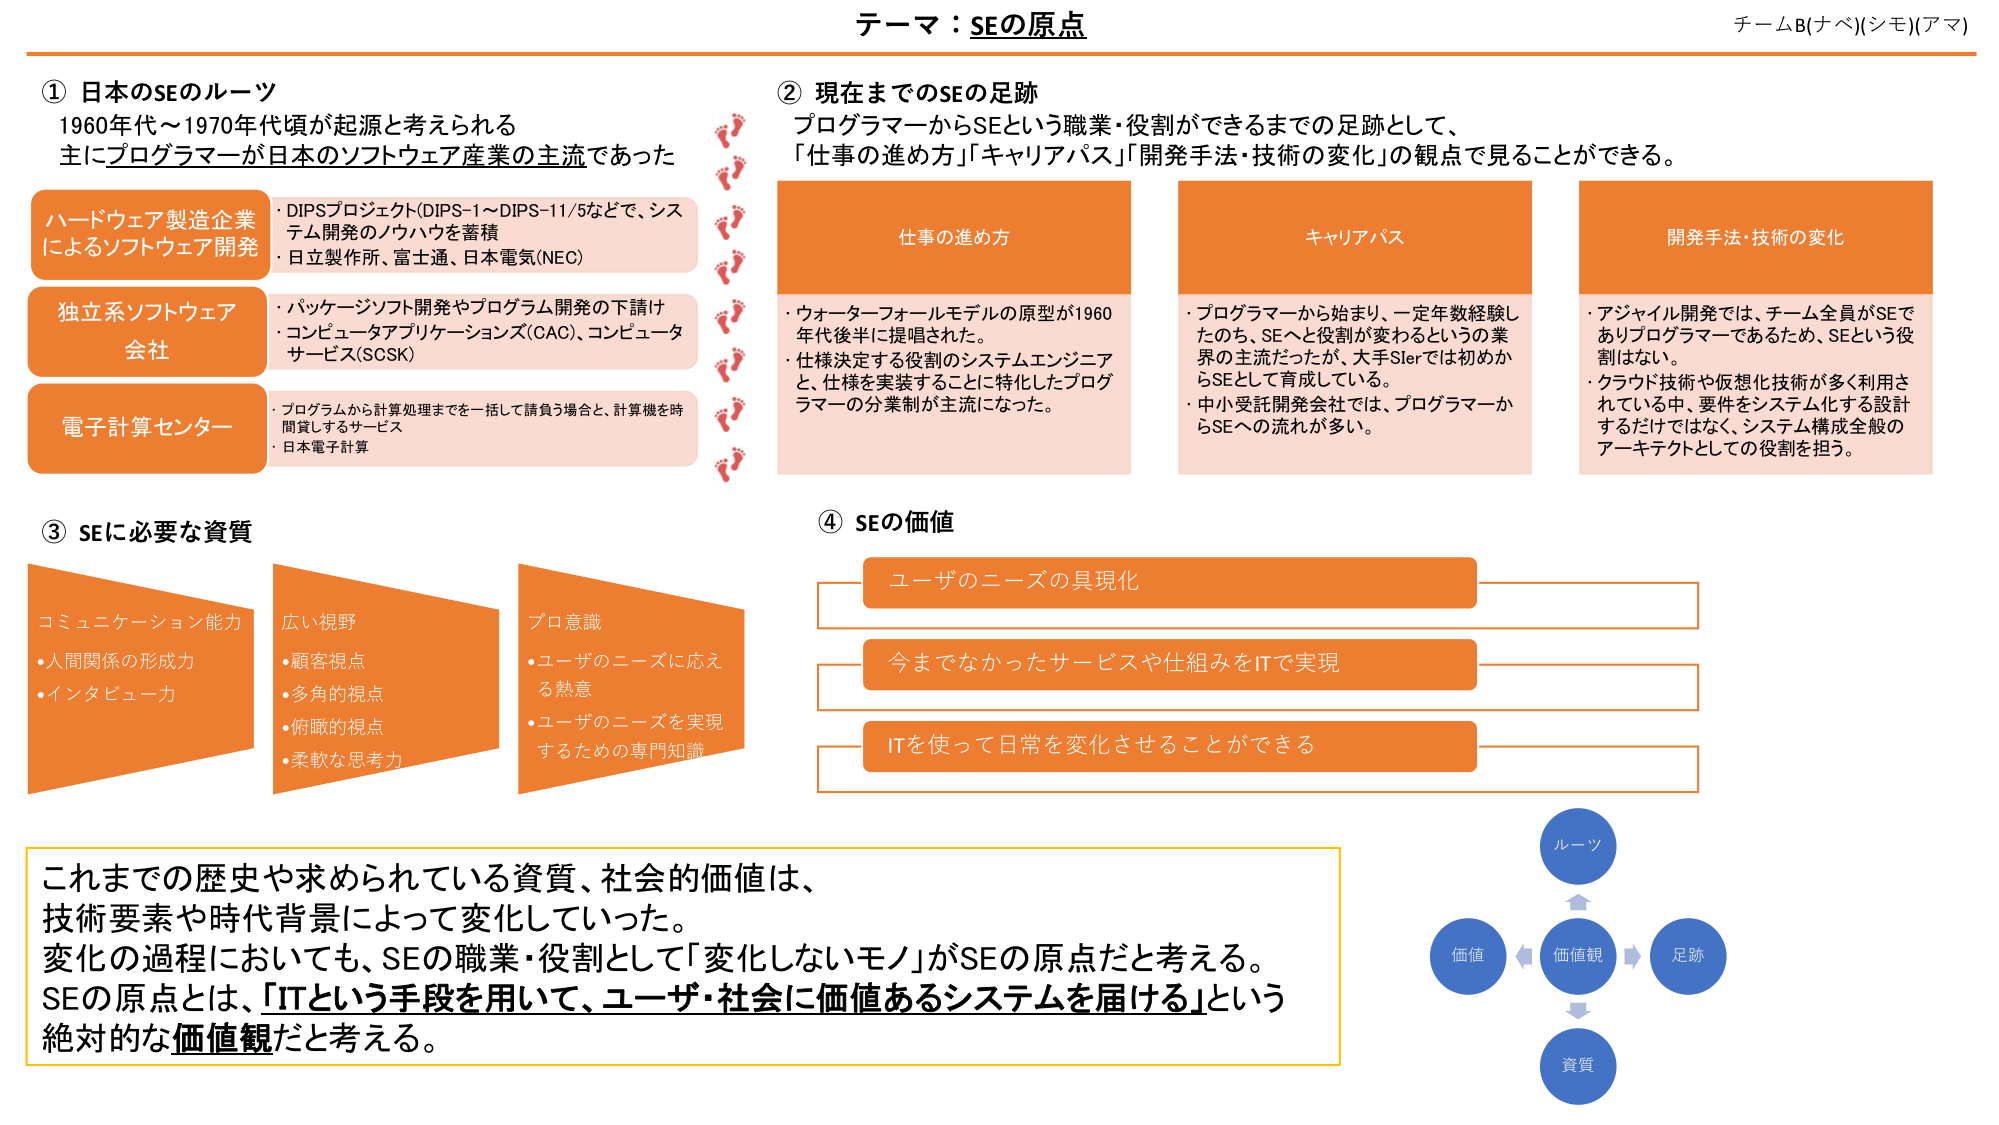 テーマ：SEの原点
チームB(ナベ)(シモ)(アマ)
① 日本のSEのルーツ
1960年代～1970年代頃が起源と考えられる
主にプログラマーが日本のソフトウェア産業の主流であった
ハードウェア製造企業
によるソフトウェア開発
・DIPSプロジェクト(DIPS-1～DIPS-11/5などで、シス
テム開発のノウハウを蓄積
・日立製作所、富士通、日本電気(NEC)
独立系ソフトウェア
会社
・パッケージソフト開発やプログラム開発の下請け
・コンピュータアプリケーションズ(CAC)、コンピュータ
サービス(SCSK)
電子計算センター
・プログラムから計算処理までを一括して請負う場合と、計算機を時
間貸しするサービス
・日本電子計算
② 現在までのSEの足跡
プログラマーからSEという職業・役割ができるまでの足跡として、
「仕事の進め方」「キャリアパス」「開発手法・技術の変化」の観点で見ることができる。
仕事の進め方
・ウォーターフォールモデルの原型が1960
年代後半に提唱された。
・仕様決定する役割のシステムエンジニア
と、仕様を実装することに特化したプログ
ラマーの分業制が主流になった。
キャリアパス
・プログラマーから始まり、一定年数経験し
たのち、SEへと役割が変わるというの業
界の主流だったが、大手SIerでは初めか
らSEとして育成している。
・中小受託開発会社では、プログラマーか
らSEへの流れが多い。
開発手法・技術の変化
・アジャイル開発では、チーム全員がSEで
ありプログラマーであるため、SEという役
割はない。
・クラウド技術や仮想化技術が多く利用さ
れている中、要件をシステム化する設計
するだけではなく、システム構成全般の
アーキテクトとしての役割を担う。
③ SEに必要な資質
コミュニケーション能力
•人間関係の形成力
•インタビュー力
広い視野
•顧客視点
•多角的視点
•俯瞰的視点
•柔軟な思考力
プロ意識
•ユーザのニーズに応え
る熱意
•ユーザのニーズを実現
するための専門知識
④ SEの価値
ユーザのニーズの具現化
今までなかったサービスや仕組みをITで実現
ITを使って日常を変化させることができる
これまでの歴史や求められている資質、社会的価値は、
技術要素や時代背景によって変化していった。
変化の過程においても、SEの職業・役割として「変化しないモノ」がSEの原点だと考える。
SEの原点とは、「ITという手段を用いて、ユーザ・社会に価値あるシステムを届ける」という
絶対的な価値観だと考える。
ルーツ
価値
価値観
足跡
資質